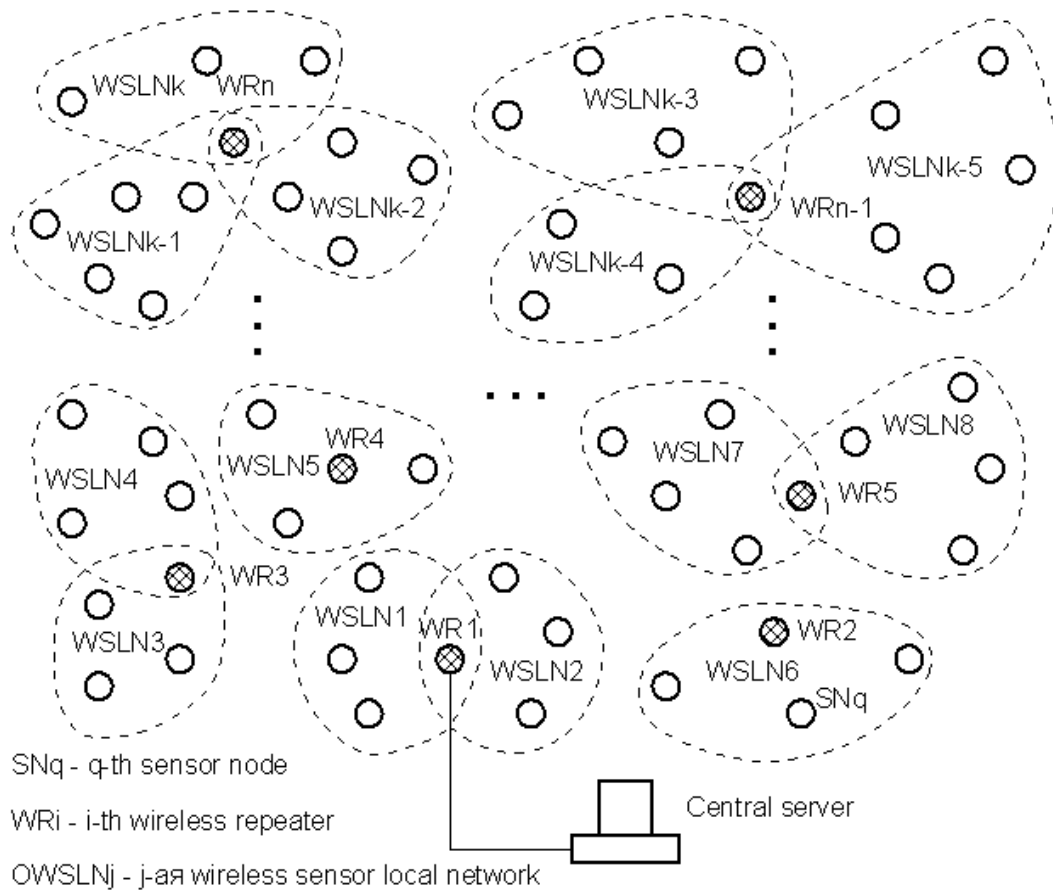 WSLNk
WRn
WSLNk-3
WSLNk-5
WSLNk-2
WRn-1
WSLNk-1
WSLNk-4
WR4
WSLN8
WSLN5
WSLN7
WSLN4
WR5
WR3
WSLN1
WR1
WR2
WSLN3
WSLN2
WSLN6
SNq
SNq - q-th sensor node
Central server
WRi - i-th wireless repeater
OWSLNj - j-ая wireless sensor local network